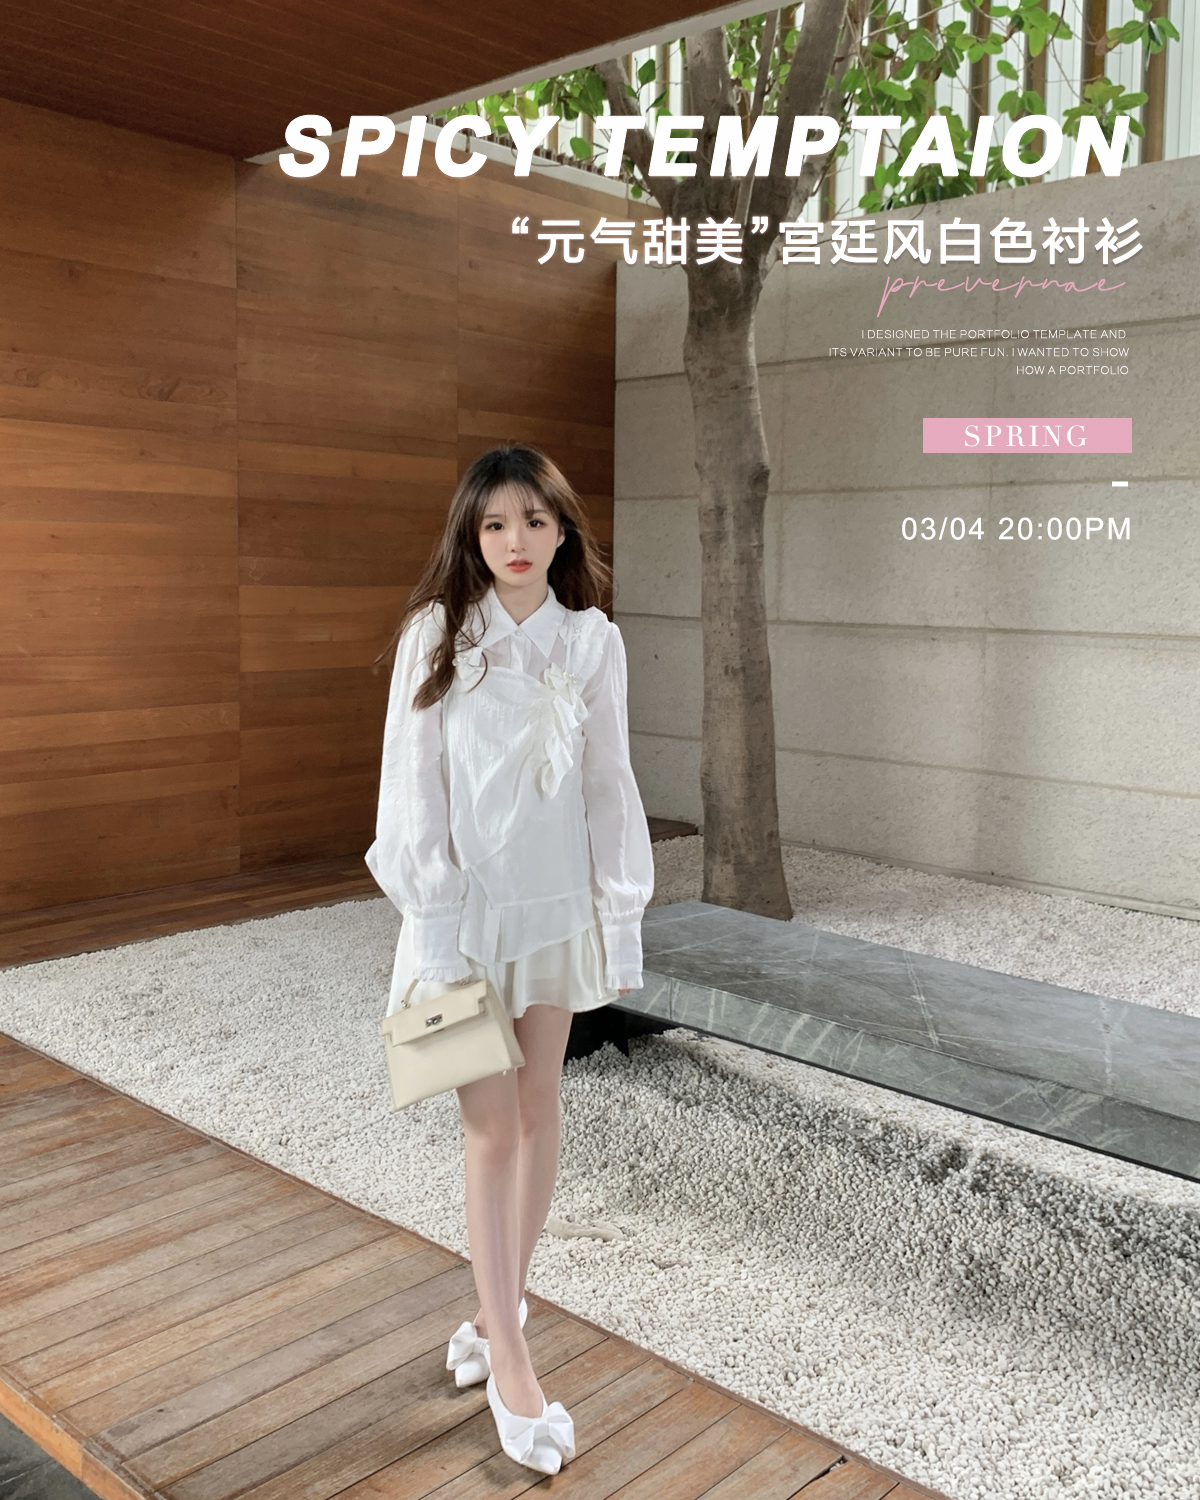 SPICY TEMPTAION
“元气甜美”宫廷风白色衬衫
prevernae
I DESIGNED THE PORTFOLIO TEMPLATE AND
ITS VARIANT TO BE PURE FUN. I WANTED TO SHOW
HOW A PORTFOLIO
SPRING
-
03/04 20:00PM